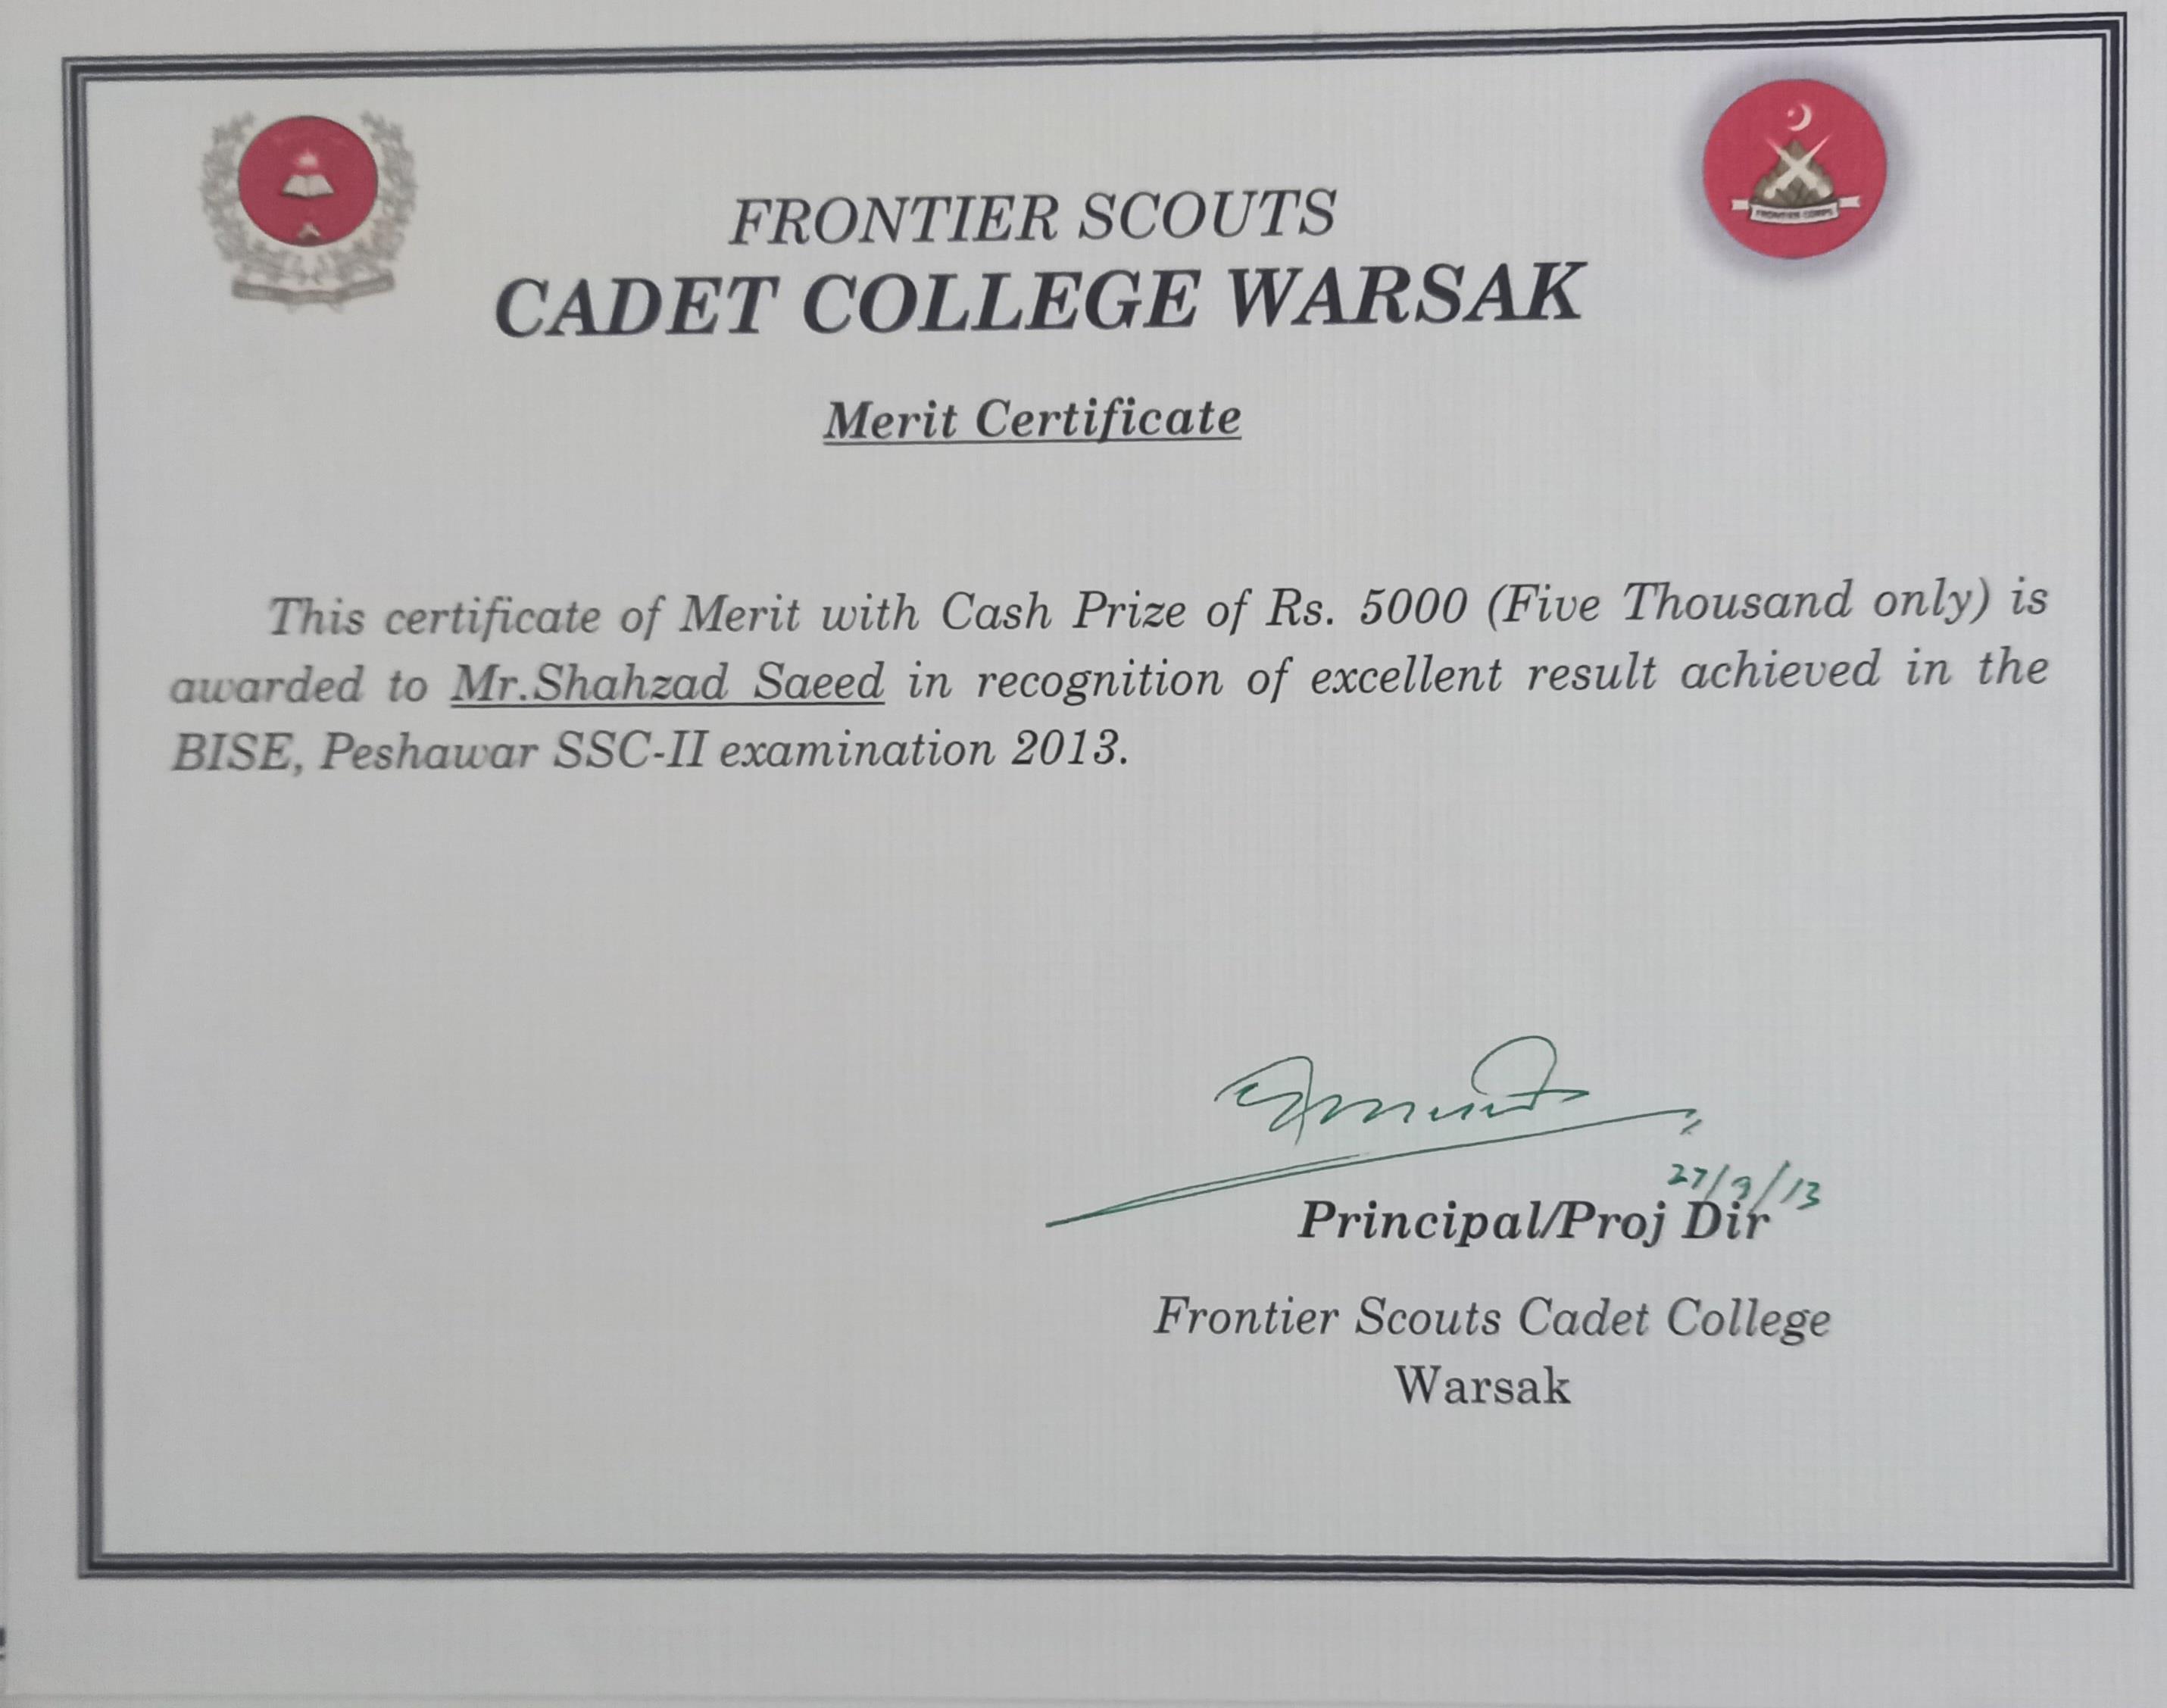 FRONTIER SCOUTS
CADET COLLEGE WARSAK
FRONTIER CORPS
Merit Certificate
This certificate of Merit with Cash Prize of Rs. 5000 (Five Thousand only) is
awarded to Mr.Shahzad Saeed in recognition of excellent result achieved in the
BISE, Peshawar SSC-II examination 2013.
27/9/13
Principal/Proj Dir
Frontier Scouts Cadet College
Warsak